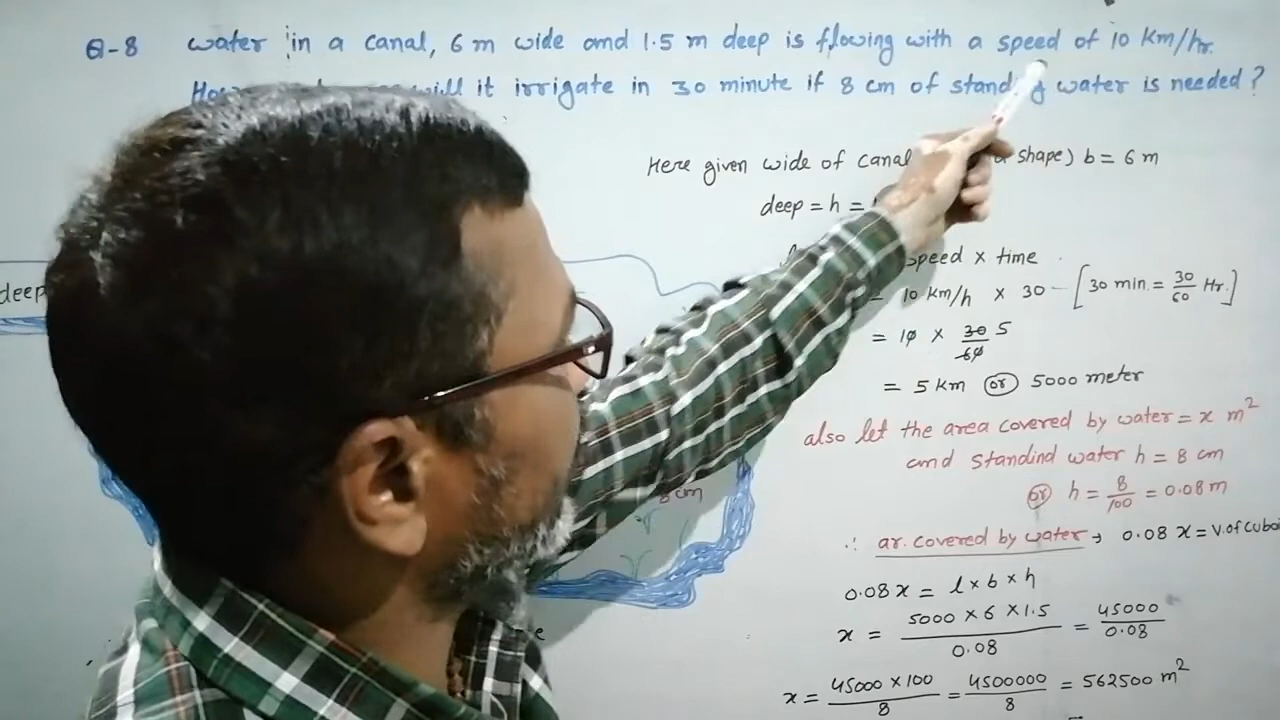 Q-8 water in a canal, 6 m wide and 1.5 m deep is flowing with a speed of 10 Km/hr.
will it irrigate in 30 minute if 8 cm of water is needed?
Here given wide of canal shape) b = 6 m
deep = h =
deep
speed × time
= 10 km/h × 30 - [30 min. = 30/60 Hr.]
= 10 × 30/60 5
= 5 Km or 5000 meter
also let the area covered by water = x m²
and standind water h = 8 cm
or h = 8/100 = 0.08 m
8 cm
∴ ar. covered by water → 0.08 x = V. of
0.08 x = l × b × h
x = 5000 × 6 × 1.5 / 0.08 = 45000 / 0.08
x = 45000 × 100 / 8 = 4500000 / 8 = 562500 m²